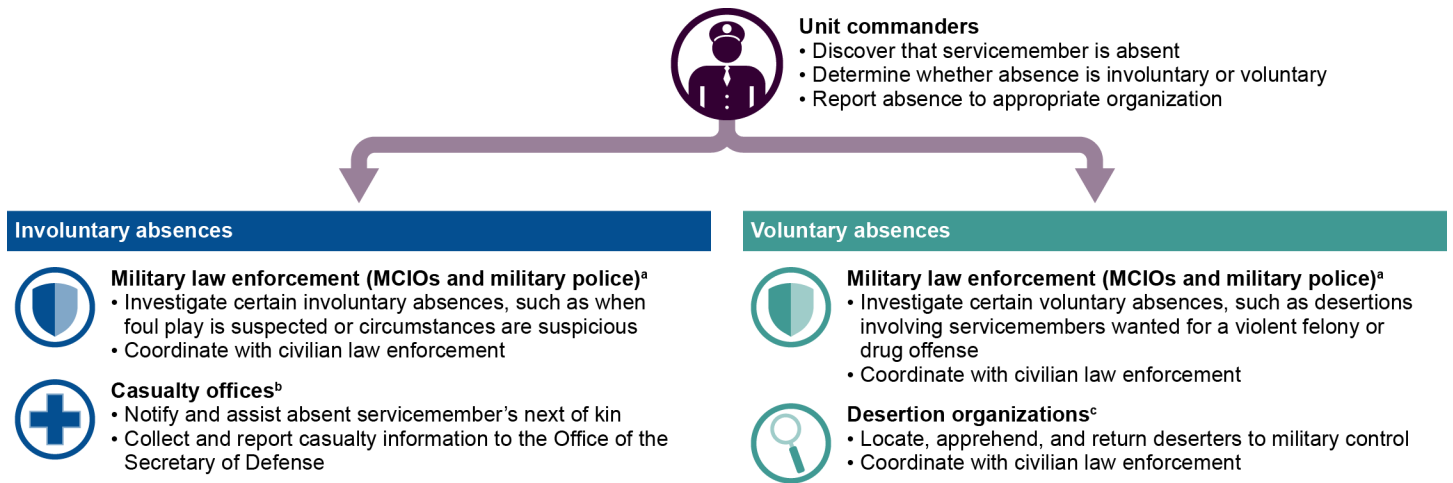 Unit commanders
• Discover that servicemember is absent
• Determine whether absence is involuntary or voluntary
• Report absence to appropriate organization
Involuntary absences
Military law enforcement (MCIOs and military police)ᵃ
• Investigate certain involuntary absences, such as when
foul play is suspected or circumstances are suspicious
• Coordinate with civilian law enforcement
Casualty officesᵇ
• Notify and assist absent servicemember’s next of kin
• Collect and report casualty information to the Office of the
Secretary of Defense
Voluntary absences
Military law enforcement (MCIOs and military police)ᵃ
• Investigate certain voluntary absences, such as desertions
involving servicemembers wanted for a violent felony or
drug offense
• Coordinate with civilian law enforcement
Desertion organizationsᶜ
• Locate, apprehend, and return deserters to military control
• Coordinate with civilian law enforcement